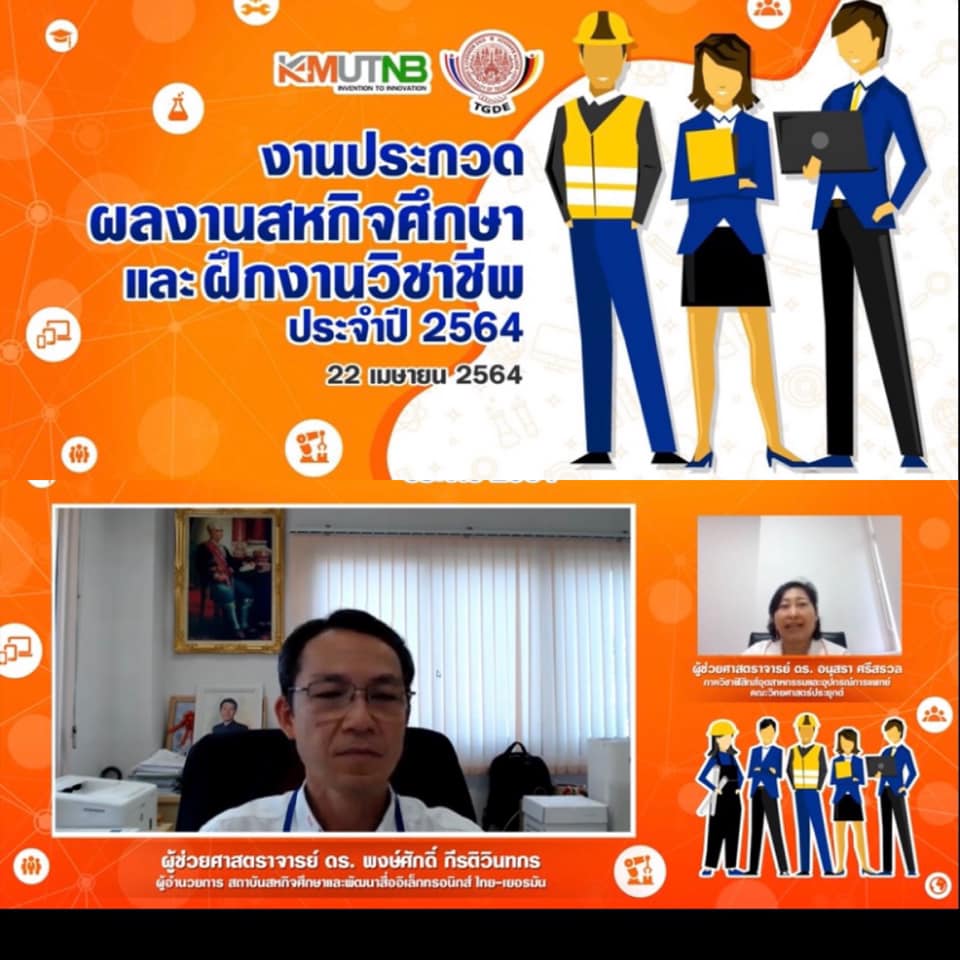 KMUTNB
INVENTION TO INNOVATION
TGDE
งานประกวด
ผลงานสหกิจศึกษา
และฝึกงานวิชาชีพ
ประจำปี 2564
22 เมษายน 2564
ผู้ช่วยศาสตราจารย์ ดร. อนุสรา ศรีสรวล
ภาควิชาฟิสิกส์อุตสาหกรรมและอุปกรณ์การแพทย์
คณะวิทยาศาสตร์ประยุกต์
ผู้ช่วยศาสตราจารย์ ดร. พงษ์ศักดิ์ กีรติวินทกร
ผู้อำนวยการ สถาบันสหกิจศึกษาและพัฒนาสื่ออิเล็กทรอนิกส์ ไทย-เยอรมัน